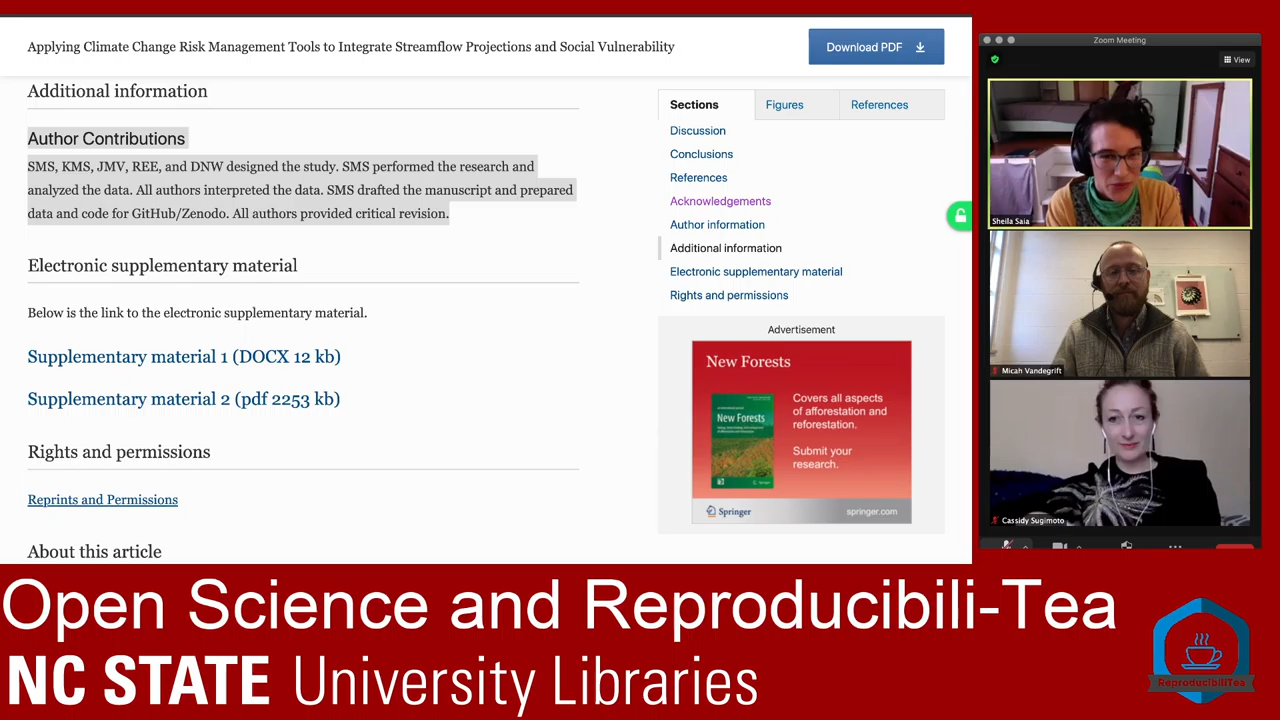 Applying Climate Change Risk Management Tools to Integrate Streamflow Projections and Social Vulnerability
Download PDF
Additional information
Author Contributions
SMS, KMS, JMV, REE, and DNW designed the study. SMS performed the research and
analyzed the data. All authors interpreted the data. SMS drafted the manuscript and prepared
data and code for GitHub/Zenodo. All authors provided critical revision.
Electronic supplementary material
Below is the link to the electronic supplementary material.
Supplementary material 1 (DOCX 12 kb)
Supplementary material 2 (pdf 2253 kb)
Rights and permissions
Reprints and Permissions
About this article
Sections
Figures
References
Discussion
Conclusions
References
Acknowledgements
Author information
Additional information
Electronic supplementary material
Rights and permissions
Advertisement
New Forests
New Forests
Covers all aspects
of afforestation and
reforestation.
Submit your
research.
Springer
springer.com
Zoom Meeting
View
Sheila Saia
Micah Vandegrift
Cassidy Sugimoto
Open Science and Reproducibili-Tea
NC STATE University Libraries
ReproducibiliTea